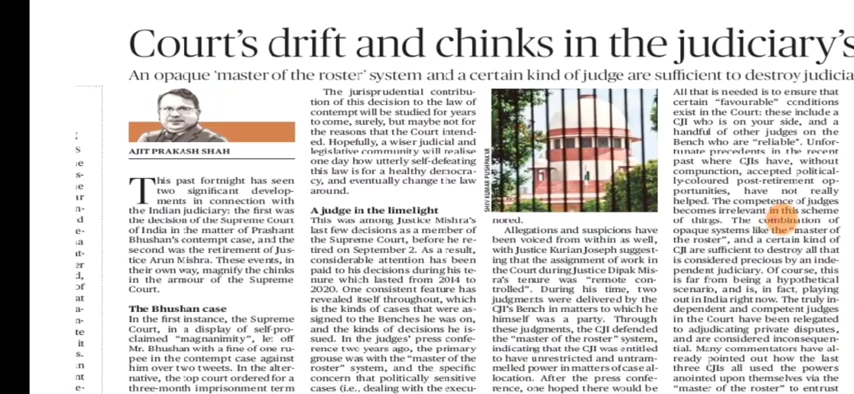 Court's drift and chinks in the judiciary's
An opaque 'master of the roster' system and a certain kind of judge are sufficient to destroy judicia
AJIT PRAKASH SHAH
This past fortnight has seen
two significant develop-
ments in connection with
the Indian judiciary: the first was
the decision of the Supreme Court
of India in the matter of Prashant
Bhushan's contempt case, and the
second was the retirement of Jus-
tice Arun Mishra. These events, in
their own way, magnify the chinks
in the armour of the Supreme
Court.
The Bhushan case
In the first instance, the Supreme
Court, in a display of self-pro-
claimed "magnanimity", let off
Mr. Bhushan with a fine of one ru-
pee in the contempt case against
him over two tweets. In the alter-
native, the top court ordered for a
three-month imprisonment term
The jurisprudential contribu-
tion of this decision to the law of
contempt will be studied for years
to come, surely, but maybe not for
the reasons that the Court intend-
ed. Hopefully, a wiser judicial and
legislative community will realise
one day how utterly self-defeating
this law is for a healthy democra-
cy, and eventually change the law
around.
A judge in the limelight
This was among Justice Mishra's
last few decisions as a member of
the Supreme Court, before he re-
tired on September 2. As a result,
considerable attention has been
paid to his decisions during his te-
nure which lasted from 2014 to
2020. One consistent feature has
revealed itself throughout, which
is the kinds of cases that were as-
signed to the Benches he was on,
and the kinds of decisions he is-
sued. In the judges' press confe-
rence two years ago, the primary
grouse was with the "master of the
roster" system, and the specific
concern that politically sensitive
cases (i.e., dealing with the execu-
SHIV KUMAR PUSHPAKAR
nored.
Allegations and suspicions have
been voiced from within as well,
with Justice Kurian Joseph suggest-
ing that the assignment of work in
the Court during Justice Dipak Mis-
ra's tenure was "remote con-
trolled". During his time, two
judgments were delivered by the
CJI's Bench in matters to which he
himself was a party. Through
these judgments, the CJI defended
the "master of the roster" system,
indicating that the CJI was entitled
to have unrestricted and untram-
melled power in matters of case al-
location. After the press confe-
rence, one hoped there would be
All that is needed is to ensure that
certain "favourable" conditions
exist in the Court: these include a
CJI who is on your side, and a
handful of other judges on the
Bench who are "reliable". Unfor-
tunate precedents in the recent
past where CJIs have, without
compunction, accepted political-
ly-coloured post-retirement op-
portunities, have not really
helped. The competence of judges
becomes irrelevant in this scheme
of things. The combination of
opaque systems like the "master of
the roster", and a certain kind of
CJI are sufficient to destroy all that
is considered precious by an inde-
pendent judiciary. Of course, this
is far from being a hypothetical
scenario, and is, in fact, playing
out in India right now. The truly in-
dependent and competent judges
in the Court have been relegated
to adjudicating private disputes,
and are considered inconsequen-
tial. Many commentators have al-
ready pointed out how the last
three CJIs all used the powers
anointed upon themselves via the
"master of the roster" to entrust